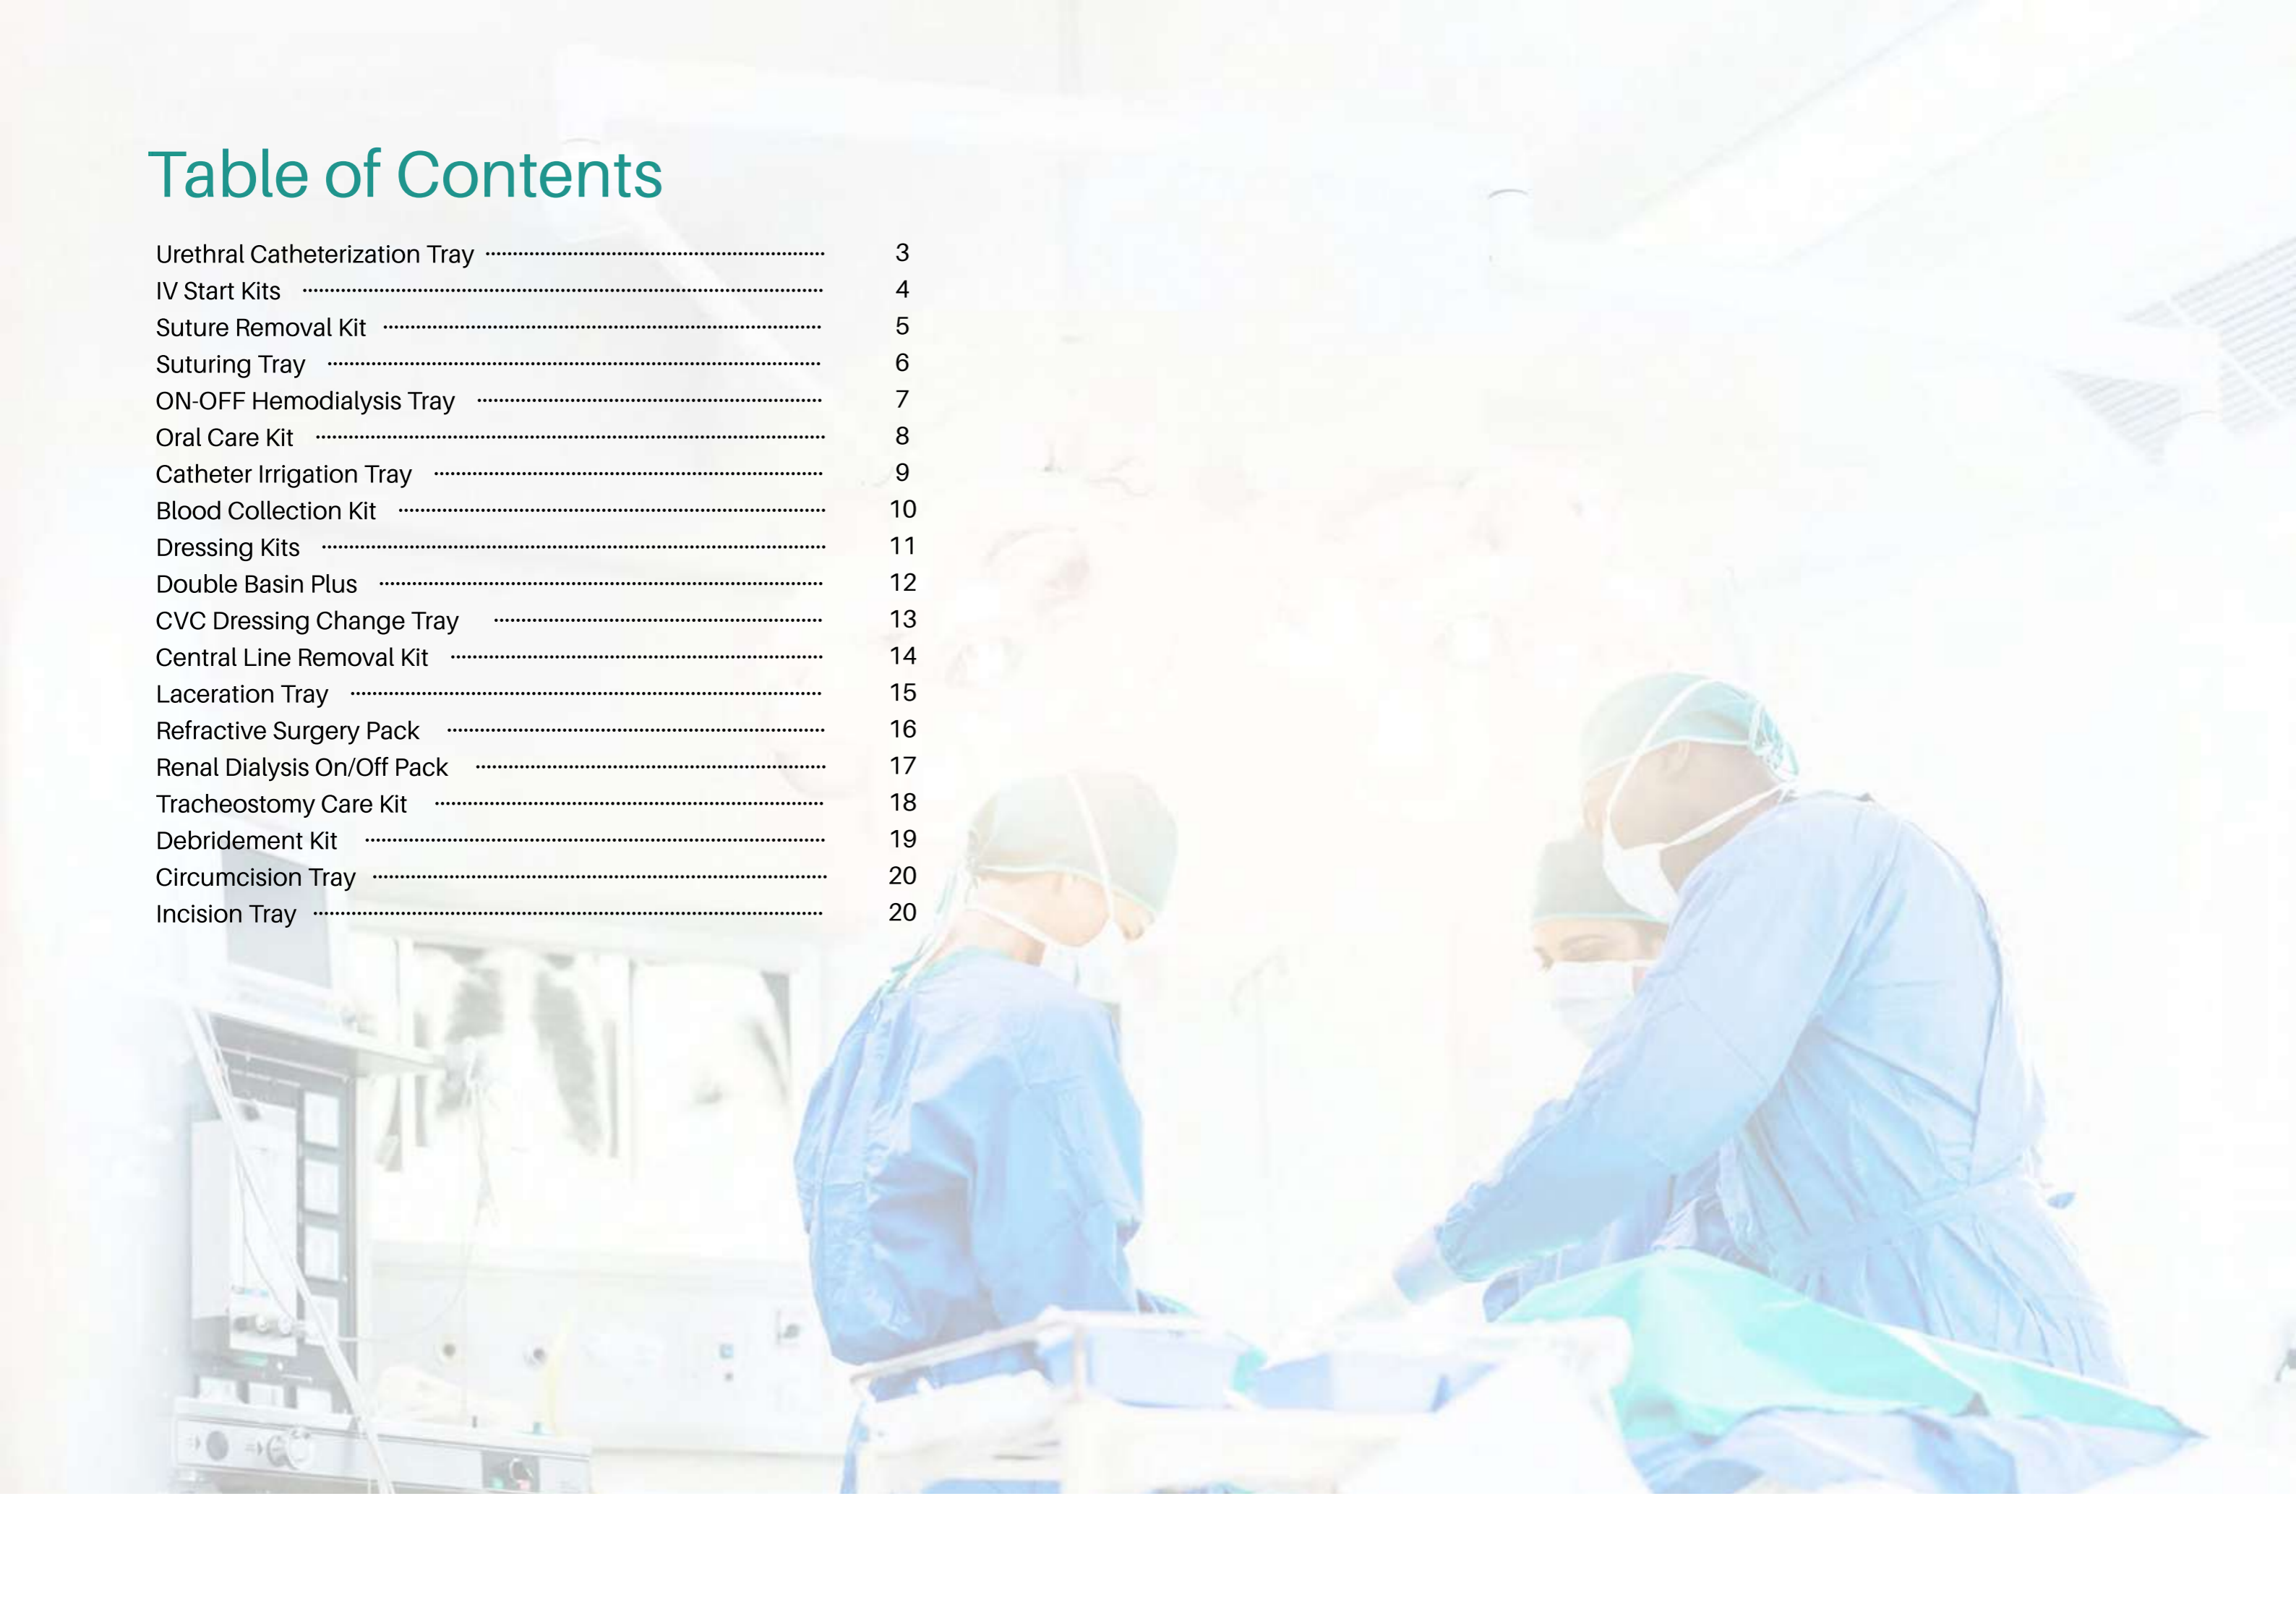 Table of Contents
Urethral Catheterization Tray 3
IV Start Kits 4
Suture Removal Kit 5
Suturing Tray 6
ON-OFF Hemodialysis Tray 7
Oral Care Kit 8
Catheter Irrigation Tray 9
Blood Collection Kit 10
Dressing Kits 11
Double Basin Plus 12
CVC Dressing Change Tray 13
Central Line Removal Kit 14
Laceration Tray 15
Refractive Surgery Pack 16
Renal Dialysis On/Off Pack 17
Tracheostomy Care Kit 18
Debridement Kit 19
Circumcision Tray 20
Incision Tray 20